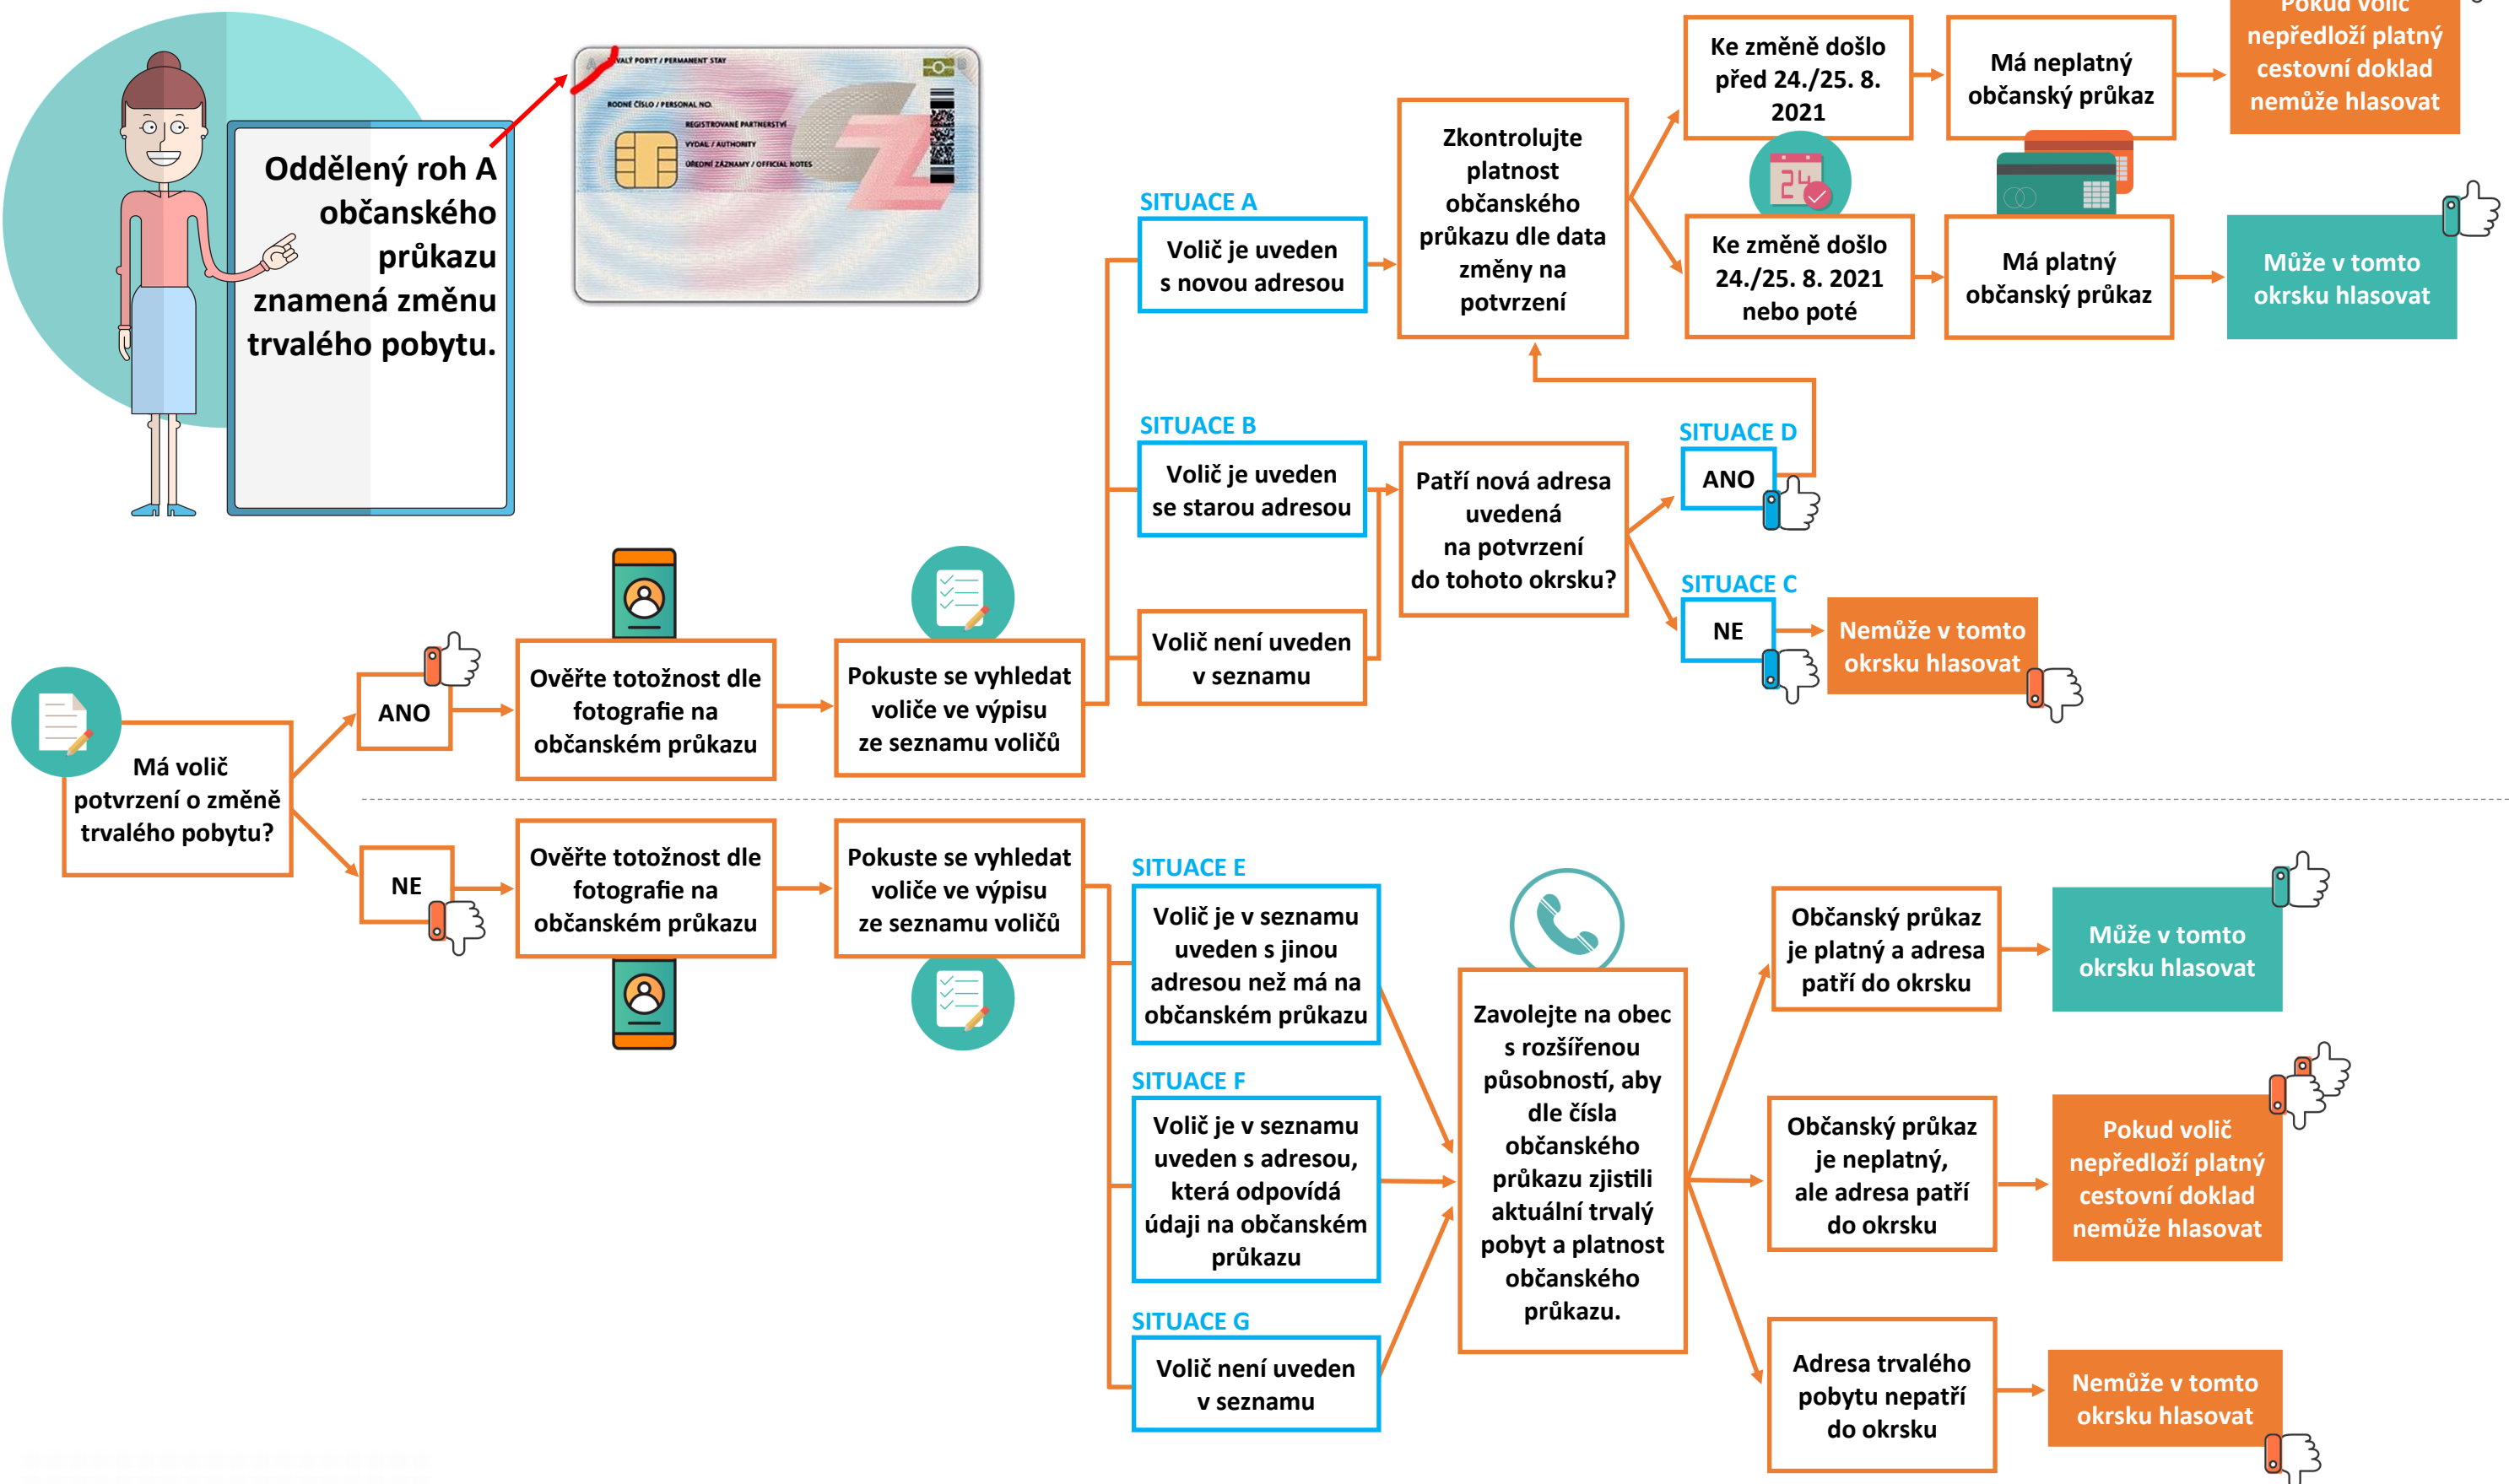 Oddělený roh A
občanského
průkazu
znamená změnu
trvalého pobytu.
TRVALÝ POBYT / PERMANENT STAY
RODNÉ ČÍSLO / PERSONAL NO.
REGISTROVANÉ PARTNERSTVÍ
VYDAL / AUTHORITY
ÚŘEDNÍ ZÁZNAMY / OFFICIAL NOTES
CZ
SITUACE A
Volič je uveden
s novou adresou
Zkontrolujte
platnost
občanského
průkazu dle data
změny na
potvrzení
Ke změně došlo
před 24./25. 8.
2021
Má neplatný
občanský průkaz
Pokud volič
nepředloží platný
cestovní doklad
nemůže hlasovat
24
Ke změně došlo
24./25. 8. 2021
nebo poté
Má platný
občanský průkaz
Může v tomto
okrsku hlasovat
SITUACE B
Volič je uveden
se starou adresou
Volič není uveden
v seznamu
Patří nová adresa
uvedená
na potvrzení
do tohoto okrsku?
SITUACE D
ANO
SITUACE C
NE
Nemůže v tomto
okrsku hlasovat
Má volič
potvrzení o změně
trvalého pobytu?
ANO
Ověřte totožnost dle
fotografie na
občanském průkazu
Pokuste se vyhledat
voliče ve výpisu
ze seznamu voličů
NE
Ověřte totožnost dle
fotografie na
občanském průkazu
Pokuste se vyhledat
voliče ve výpisu
ze seznamu voličů
SITUACE E
Volič je v seznamu
uveden s jinou
adresou než má na
občanském průkazu
SITUACE F
Volič je v seznamu
uveden s adresou,
která odpovídá
údaji na občanském
průkazu
SITUACE G
Volič není uveden
v seznamu
Zavolejte na obec
s rozšířenou
působností, aby
dle čísla
občanského
průkazu zjistili
aktuální trvalý
pobyt a platnost
občanského
průkazu.
Občanský průkaz
je platný a adresa
patří do okrsku
Může v tomto
okrsku hlasovat
Občanský průkaz
je neplatný,
ale adresa patří
do okrsku
Pokud volič
nepředloží platný
cestovní doklad
nemůže hlasovat
Adresa trvalého
pobytu nepatří
do okrsku
Nemůže v tomto
okrsku hlasovat